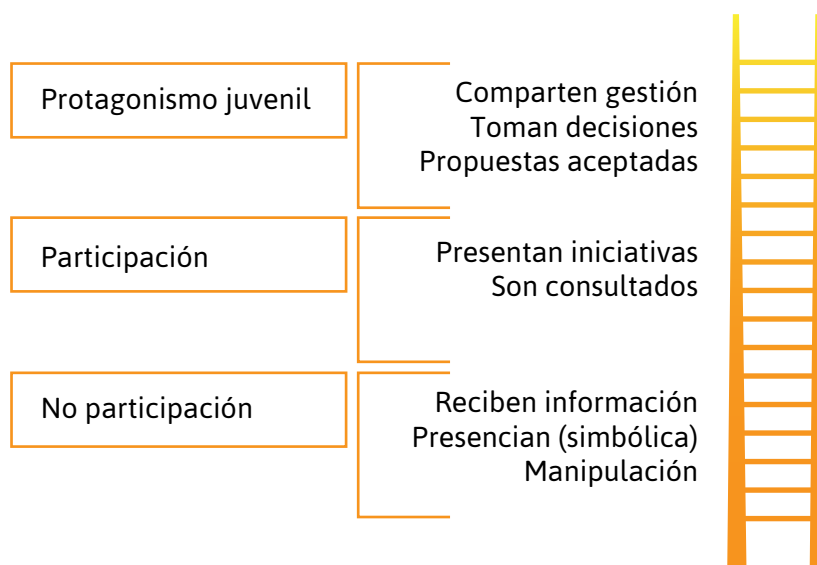 Protagonismo juvenil
Comparten gestión
Toman decisiones
Propuestas aceptadas
Participación
Presentan iniciativas
Son consultados
No participación
Reciben información
Presencian (simbólica)
Manipulación